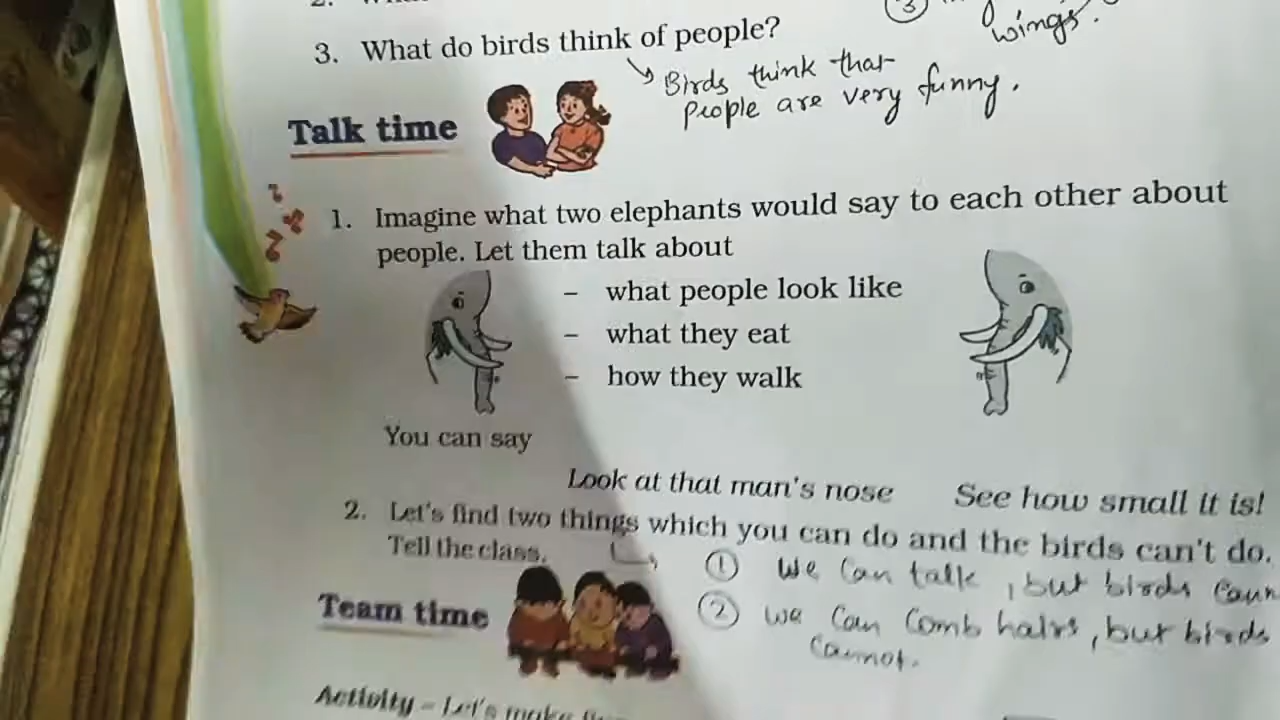 3. What do birds think of people?
wings.
Birds think that
people are very funny.
Talk time
1. Imagine what two elephants would say to each other about
people. Let them talk about
– what people look like
– what they eat
– how they walk
You can say
Look at that man's nose See how small it is!
2. Let's find two things which you can do and the birds can't do.
Tell the class.
① We can talk, but birds
② we can comb hairs, but birds
cannot.
Team time
Activity – Let's make